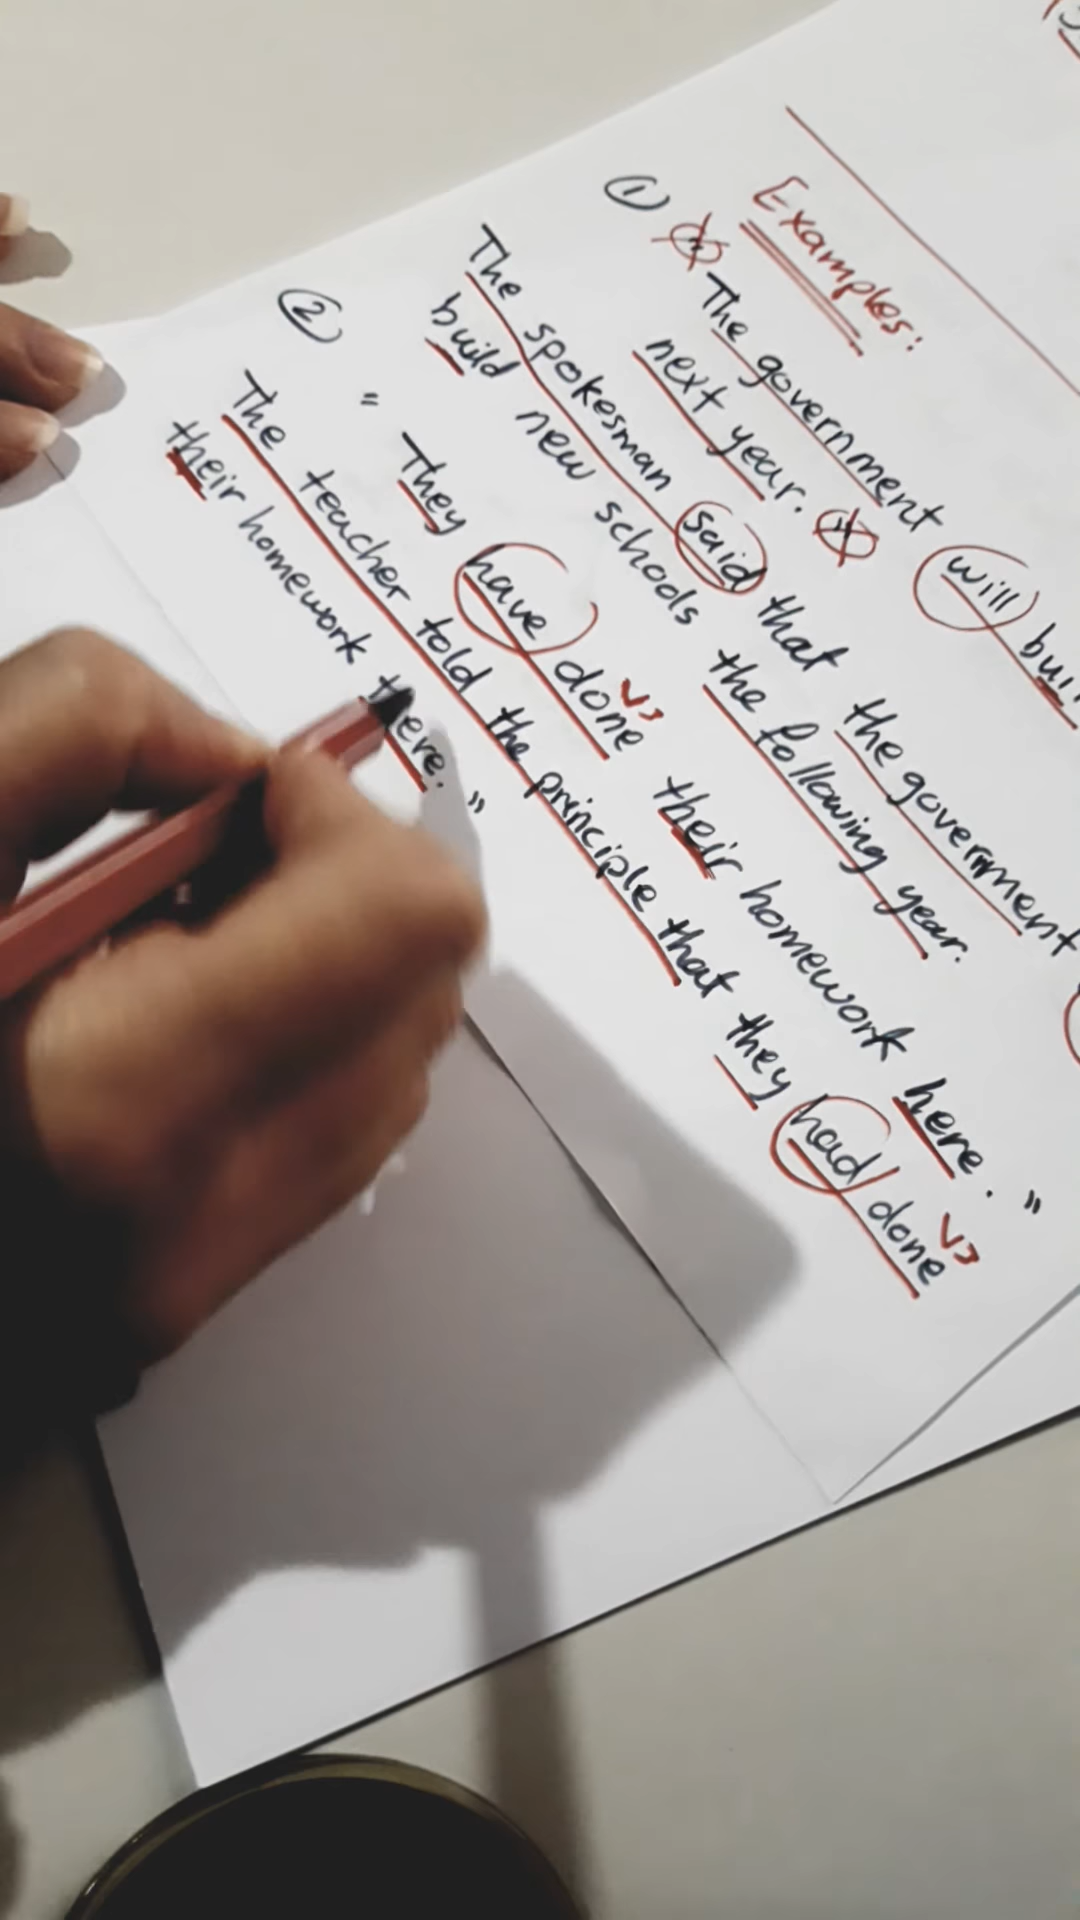 Examples:
① " The government will
next year. "
The spokesman said that the government
build new schools the following year.
② " They have done V3 their homework here. "
The teacher told the principle that they had done V3
their homework there. "